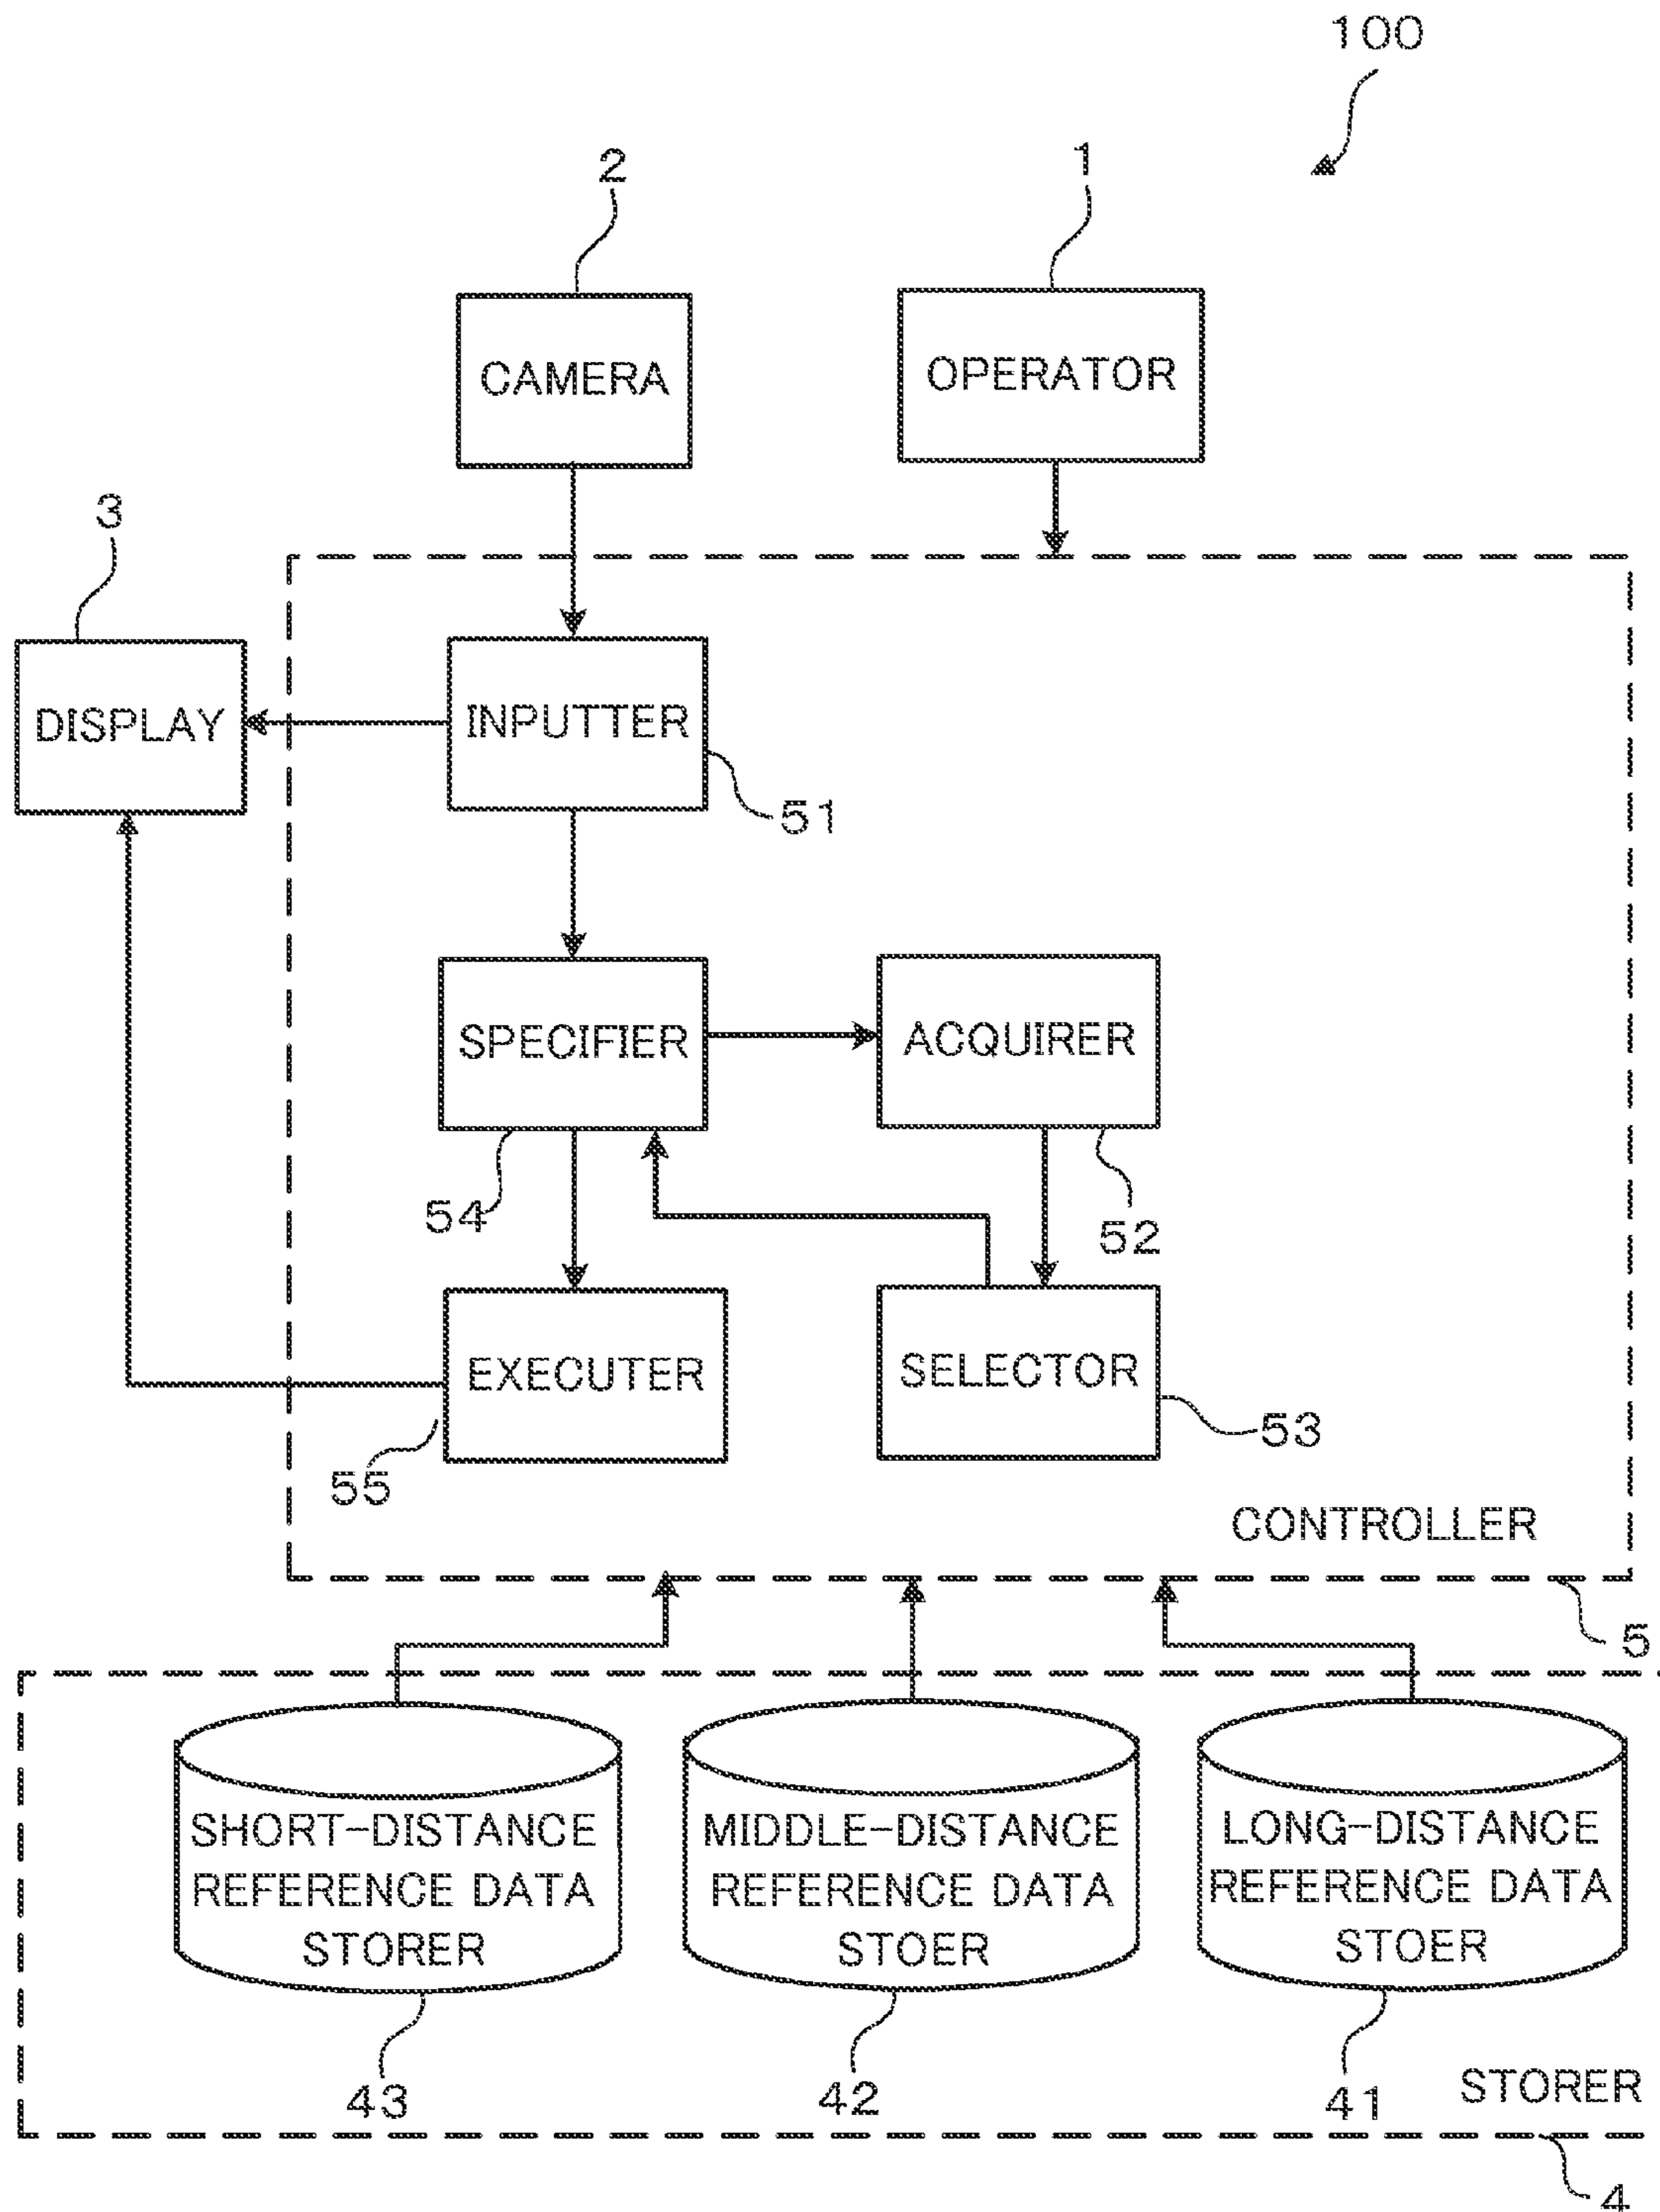 100
2
1
CAMERA
OPERATOR
3
DISPLAY
INPUTTER
51
SPECIFIER
ACQUIRER
54
52
EXECUTER
SELECTOR
53
55
CONTROLLER
5
SHORT-DISTANCE
REFERENCE DATA
STORER
MIDDLE-DISTANCE
REFERENCE DATA
STOER
LONG-DISTANCE
REFERENCE DATA
STOER
43
42
41
STORER
4